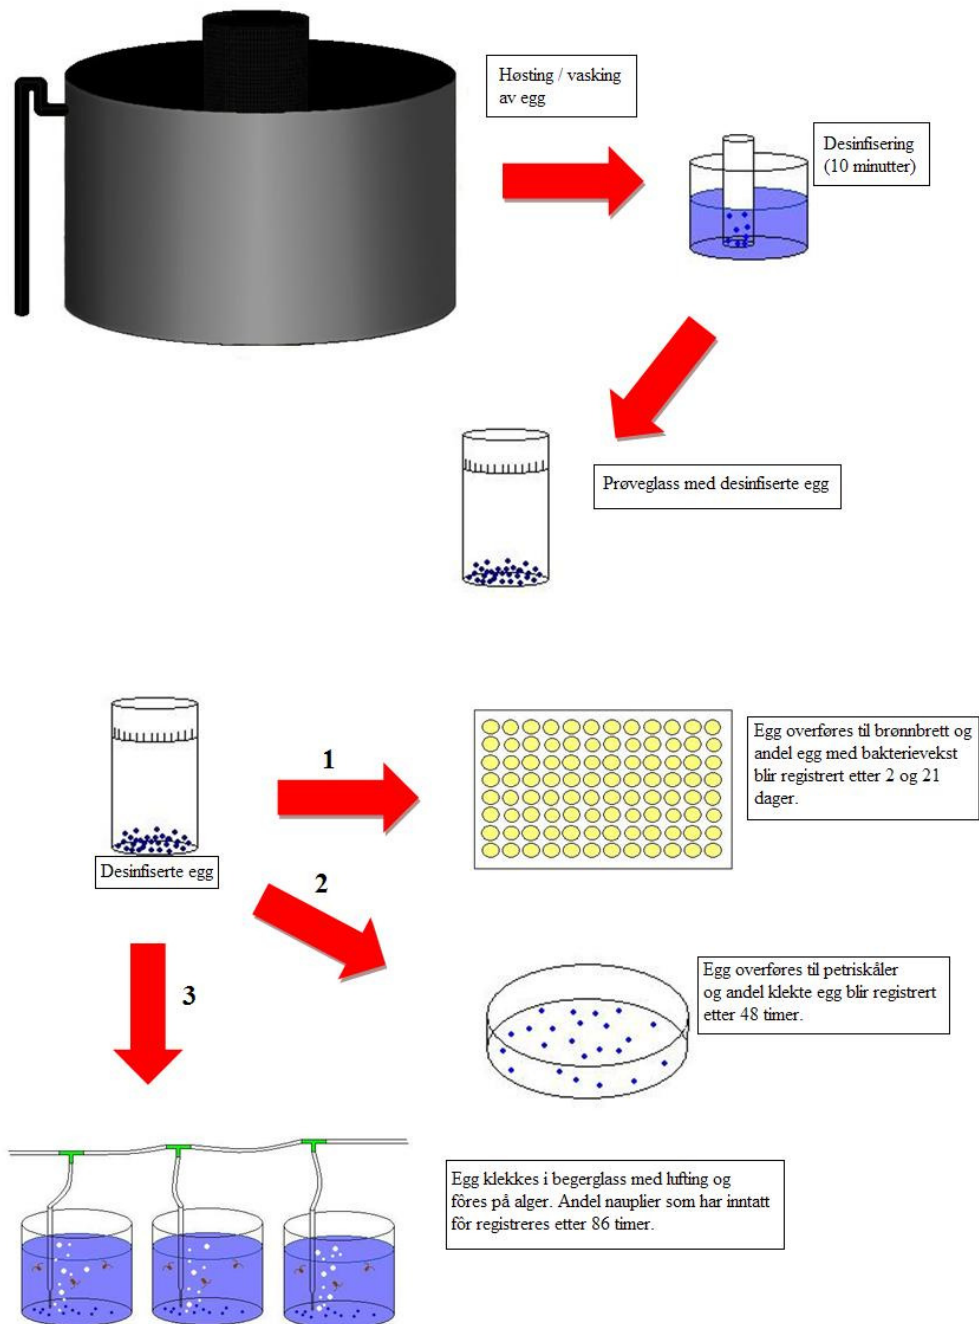 Høsting / vasking
av egg
Desinfisering
(10 minutter)
Prøveglass med desinfiserte egg
1
Egg overføres til brønnbrett og
andel egg med bakterievekst
blir registrert etter 2 og 21
dager.
Desinfiserte egg
2
3
Egg overføres til petriskåler
og andel klekte egg blir registrert
etter 48 timer.
Egg klekkes i begerglass med lufting og
fôres på alger. Andel nauplier som har inntatt
fôr registreres etter 86 timer.